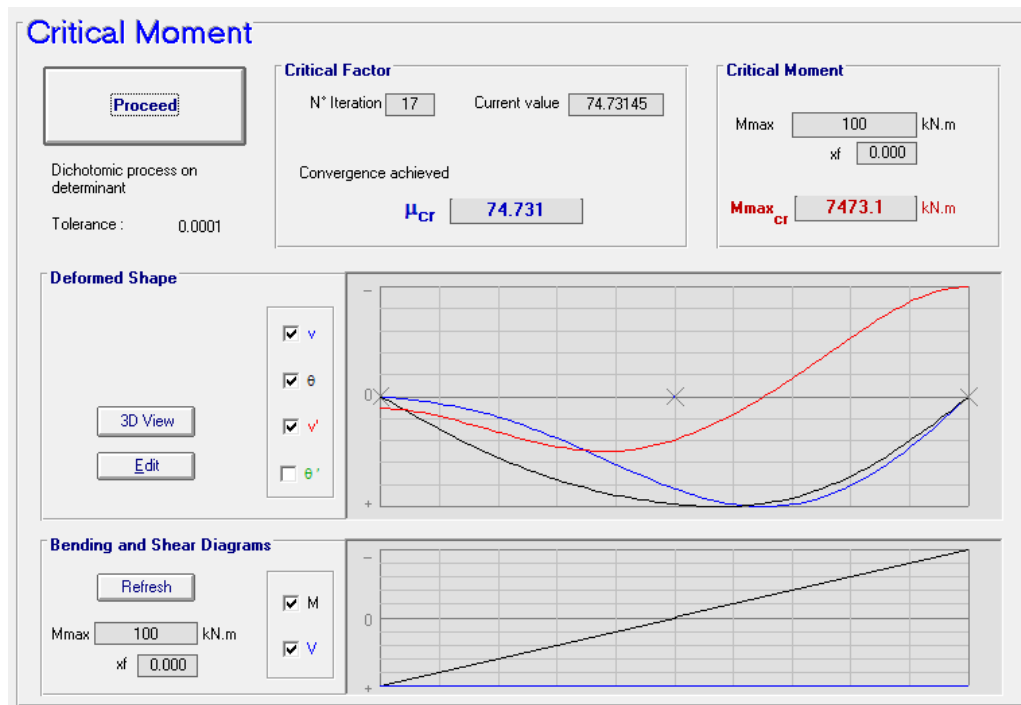 Critical Moment
Proceed
Dichotomic process on
determinant
Tolerance : 0.0001
Critical Factor
N° Iteration 17 Current value 74.73145
Convergence achieved
μcr 74.731
Critical Moment
Mmax 100 kN.m
xf 0.000
Mmaxcr 7473.1 kN.m
Deformed Shape
v
θ
v'
θ'
3D View
Edit
−
0
+
Bending and Shear Diagrams
Refresh
Mmax 100 kN.m
xf 0.000
M
V
−
0
+